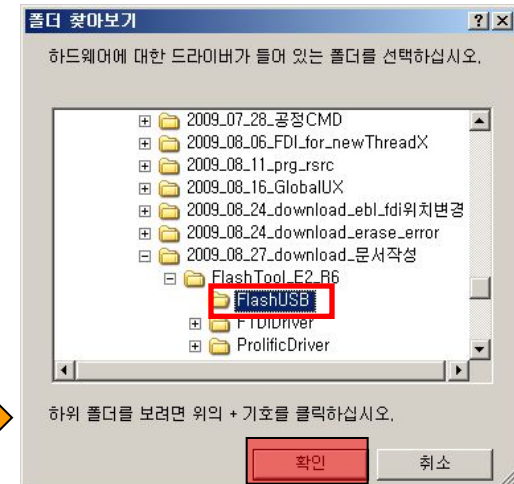 폴더 찾아보기
하드웨어에 대한 드라이버가 들어 있는 폴더를 선택하십시오.
2009_07_28_공정CMD
2009_08_06_FDI_for_newThreadX
2009_08_11_prg_rsrc
2009_08_16_GlobalUX
2009_08_24_download_ebl_fdi위치변경
2009_08_24_download_erase_error
2009_08_27_download_문서작성
FlashTool_E2_R6
FlashUSB
FTDIDriver
ProlificDriver
하위 폴더를 보려면 위의 + 기호를 클릭하십시오.
확인 취소